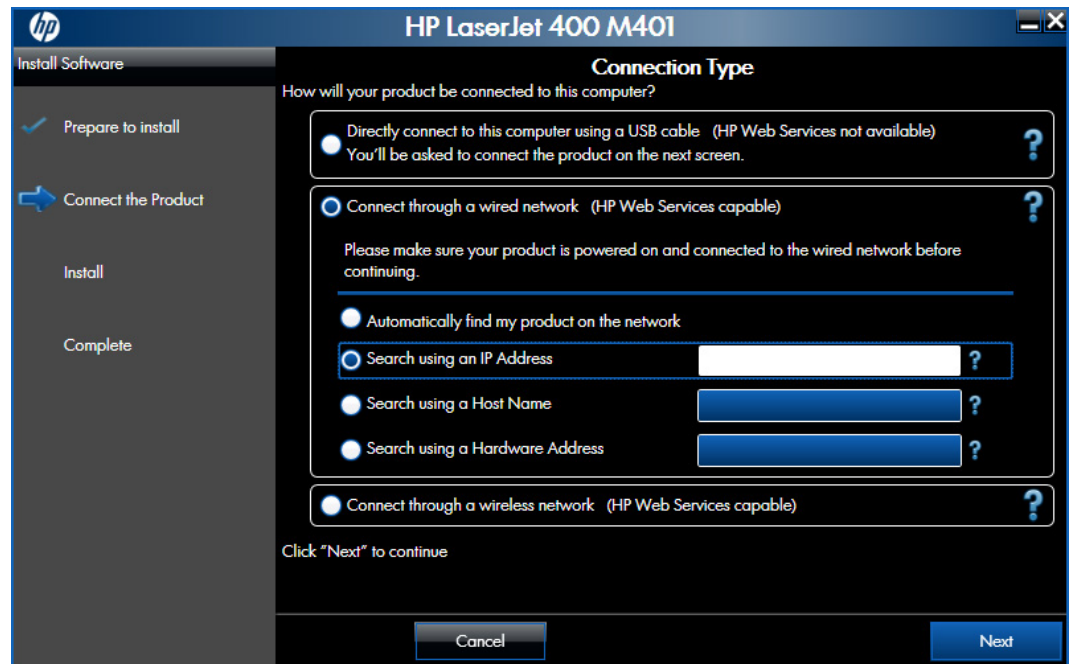 hp
HP LaserJet 400 M401
Install Software
Prepare to install
Connect the Product
Install
Complete
Connection Type
How will your product be connected to this computer?
Directly connect to this computer using a USB cable (HP Web Services not available)
You'll be asked to connect the product on the next screen.
?
Connect through a wired network (HP Web Services capable)
?
Please make sure your product is powered on and connected to the wired network before
continuing.
Automatically find my product on the network
Search using an IP Address ?
Search using a Host Name ?
Search using a Hardware Address ?
Connect through a wireless network (HP Web Services capable)
?
Click "Next" to continue
Cancel
Next